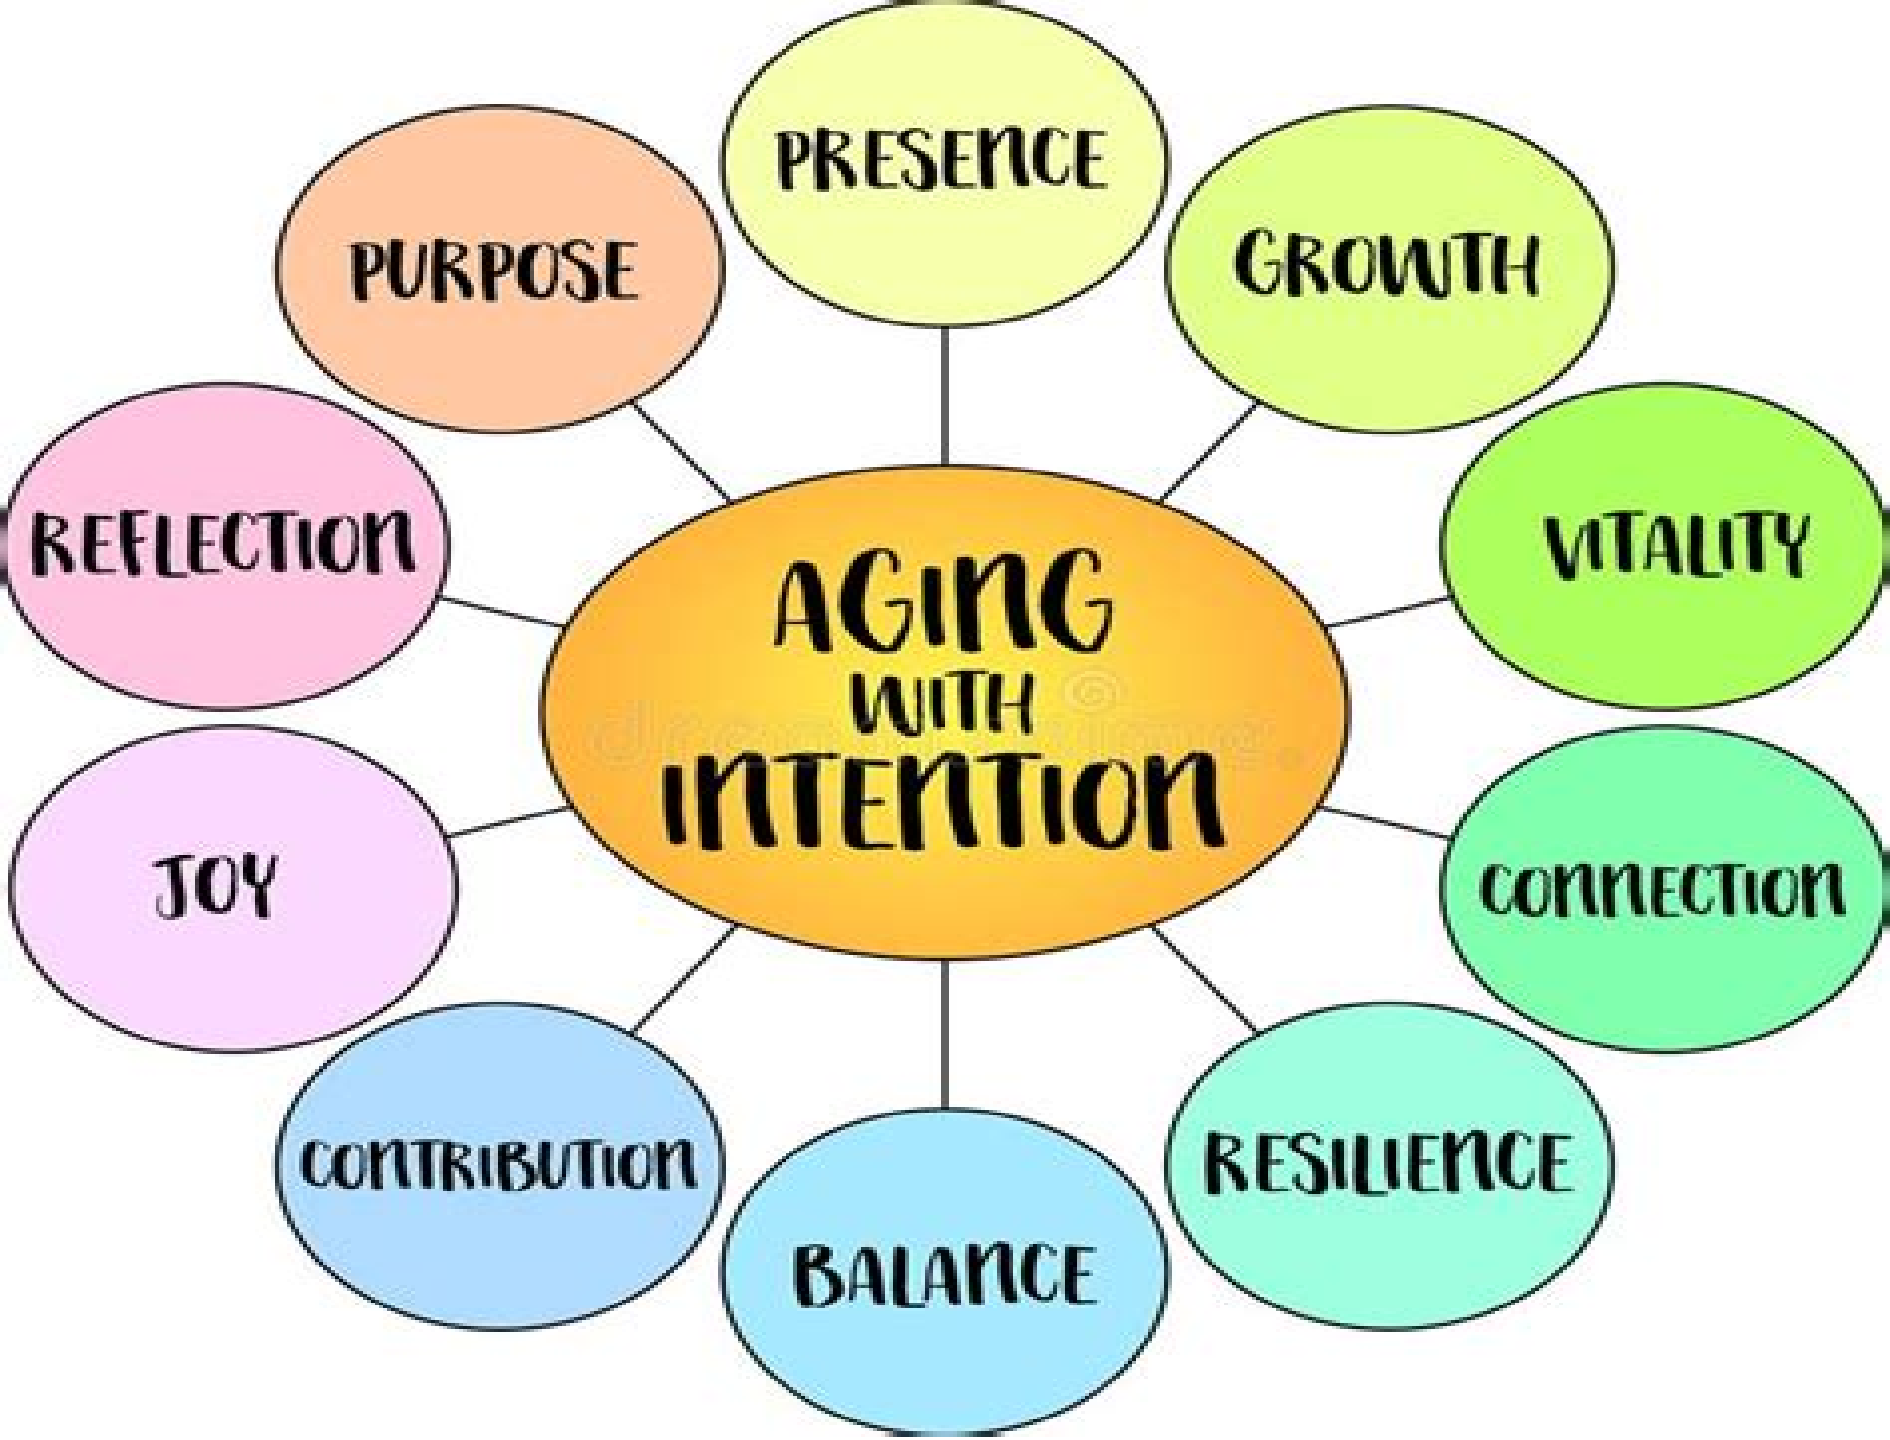 PRESENCE
PURPOSE
GROWTH
REFLECTION
VITALITY
AGING
WITH
INTENTION
JOY
CONNECTION
CONTRIBUTION
RESILIENCE
BALANCE